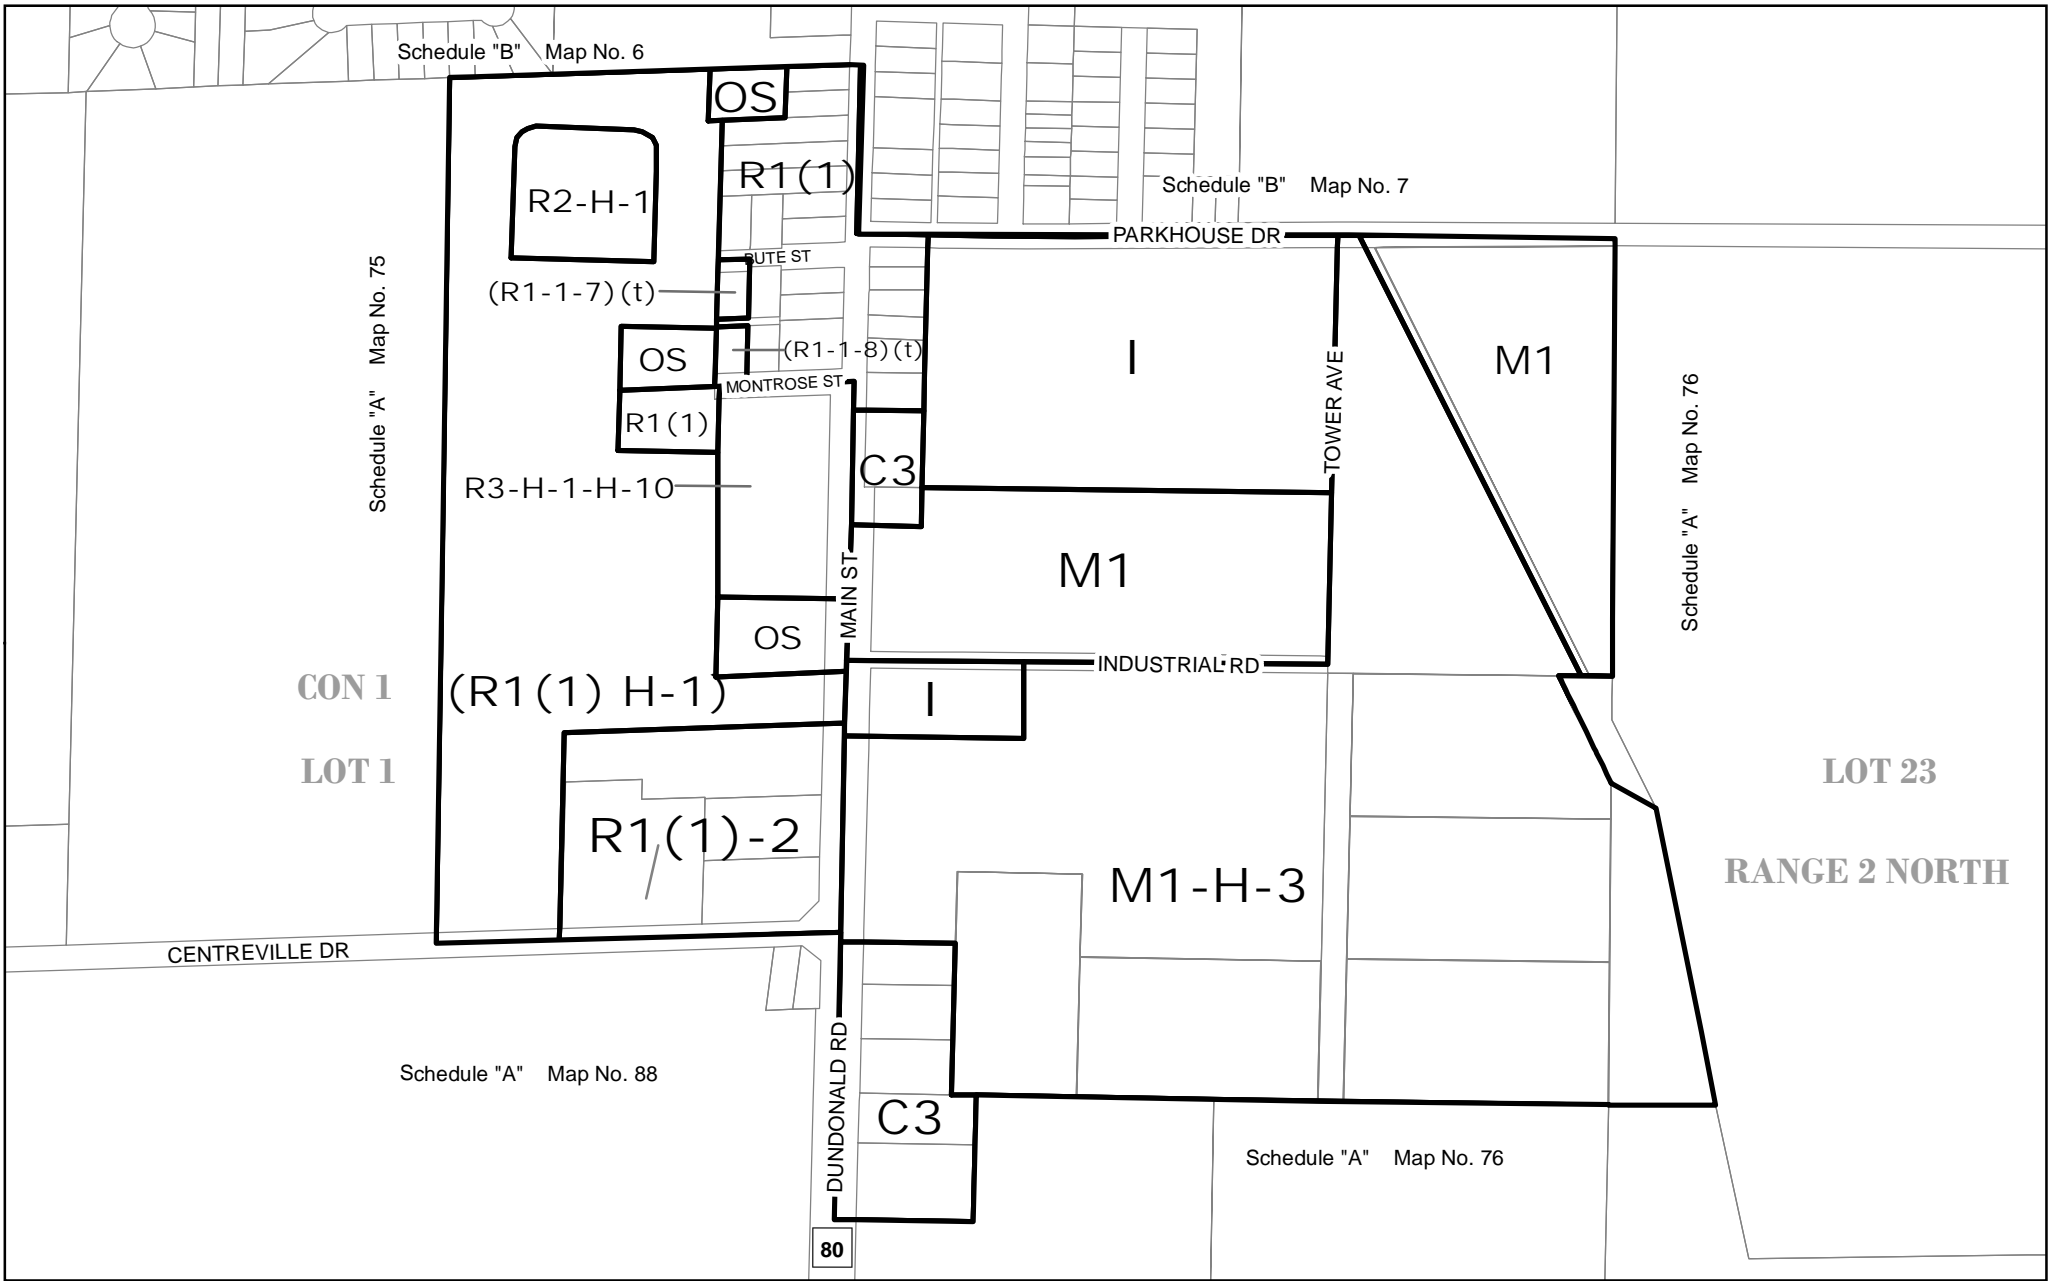 Schedule "B" Map No. 6
OS
R1(1)
R2-H-1
Schedule "B" Map No. 7
PARKHOUSE DR
BUTE ST
(R1-1-7)(t)
Schedule "A" Map No. 75
OS
(R1-1-8)(t)
I
M1
MONTROSE ST
TOWER AVE
R1(1)
C3
Schedule "A" Map No. 76
R3-H-1-H-10
M1
MAIN ST
OS
INDUSTRIAL RD
CON 1
(R1(1) H-1)
I
LOT 1
LOT 23
R1(1)-2
M1-H-3
RANGE 2 NORTH
CENTREVILLE DR
Schedule "A" Map No. 88
DUNDONALD RD
C3
Schedule "A" Map No. 76
80